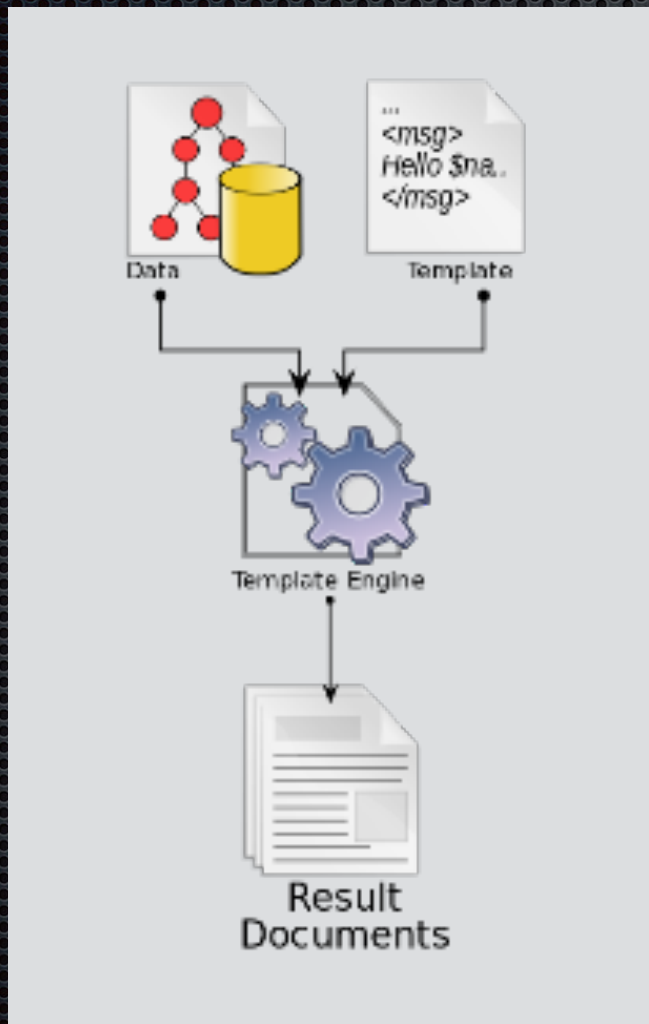 ...
<msg>
Hello $na..
</msg>
Data
Template
Template Engine
Result
Documents